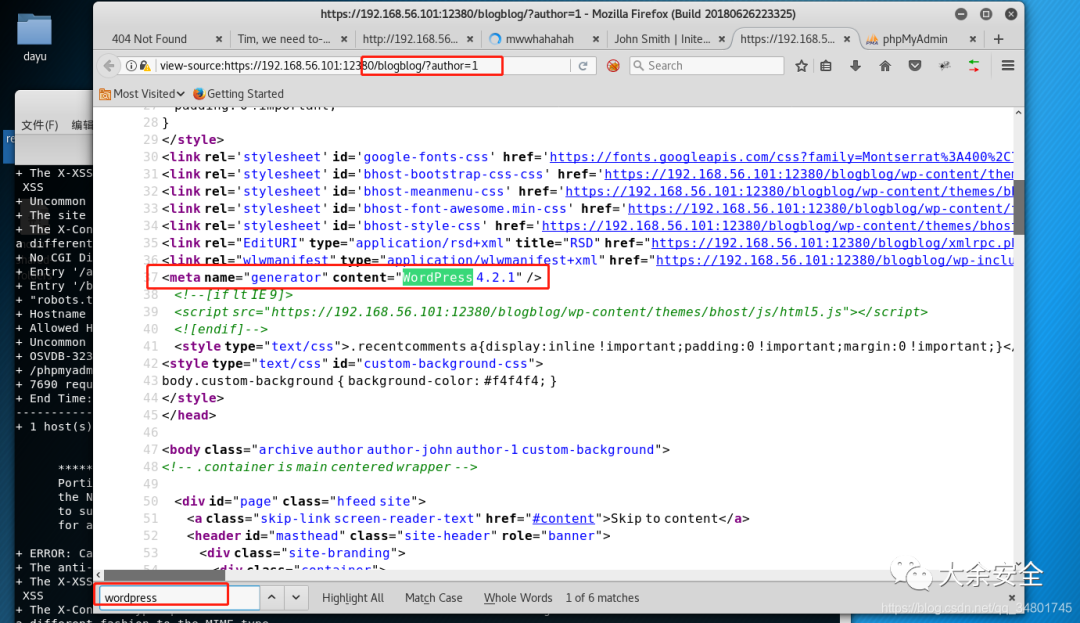 dayu
https://192.168.56.101:12380/blogblog/?author=1 - Mozilla Firefox (Build 20180626223325)
404 Not Found
Tim, we need to-...
http://192.168.56...
mwwhahahah
John Smith | Inite...
https://192.168.5...
phpMyAdmin
view-source:https://192.168.56.101:12380/blogblog/?author=1
Search
Most Visited
Getting Started
文件(F) 编辑
+ The X-XSS
XSS
+ Uncommon
+ The site
+ The X-Con
a different
+ No CGI Di
+ Entry '/a
+ Entry '/b
+ "robots.t
+ Hostname
+ Allowed H
+ Uncommon
+ OSVDB-323
+ /phpmyadm
+ 7690 requ
+ End Time:
+ 1 host(s)
*****
Porti
the N
to su
for a
+ ERROR: Ca
+ The anti-
+ The X-XSS
XSS
+ The X-Con
padding: 0 !important;
28 }
29 </style>
30 <link rel='stylesheet' id='google-fonts-css' href='https://fonts.googleapis.com/css?family=Montserrat%3A400%2C
31 <link rel='stylesheet' id='bhost-bootstrap-css-css' href='https://192.168.56.101:12380/blogblog/wp-content/the
32 <link rel='stylesheet' id='bhost-meanmenu-css' href='https://192.168.56.101:12380/blogblog/wp-content/themes/bh
33 <link rel='stylesheet' id='bhost-font-awesome.min-css' href='https://192.168.56.101:12380/blogblog/wp-content/
34 <link rel='stylesheet' id='bhost-style-css' href='https://192.168.56.101:12380/blogblog/wp-content/themes/bhost
35 <link rel="EditURI" type="application/rsd+xml" title="RSD" href="https://192.168.56.101:12380/blogblog/xmlrpc.ph
36 <link rel="wlwmanifest" type="application/wlwmanifest+xml" href="https://192.168.56.101:12380/blogblog/wp-inclu
<meta name="generator" content="WordPress 4.2.1" />
38 <!--[if lt IE 9]>
39 <script src="https://192.168.56.101:12380/blogblog/wp-content/themes/bhost/js/html5.js"></script>
40 <![endif]-->
41 <style type="text/css">.recentcomments a{display:inline !important;padding:0 !important;margin:0 !important;}</
42 <style type="text/css" id="custom-background-css">
43 body.custom-background { background-color: #f4f4f4; }
44 </style>
45 </head>
46
47 <body class="archive author author-john author-1 custom-background">
48 <!-- .container is main centered wrapper -->
49
50 <div id="page" class="hfeed site">
51 <a class="skip-link screen-reader-text" href="#content">Skip to content</a>
52 <header id="masthead" class="site-header" role="banner">
53 <div class="site-branding">
54 <div class="container">
wordpress
Highlight All
Match Case
Whole Words
1 of 6 matches
大余安全
https://blog.csdn.net/qq_34801745